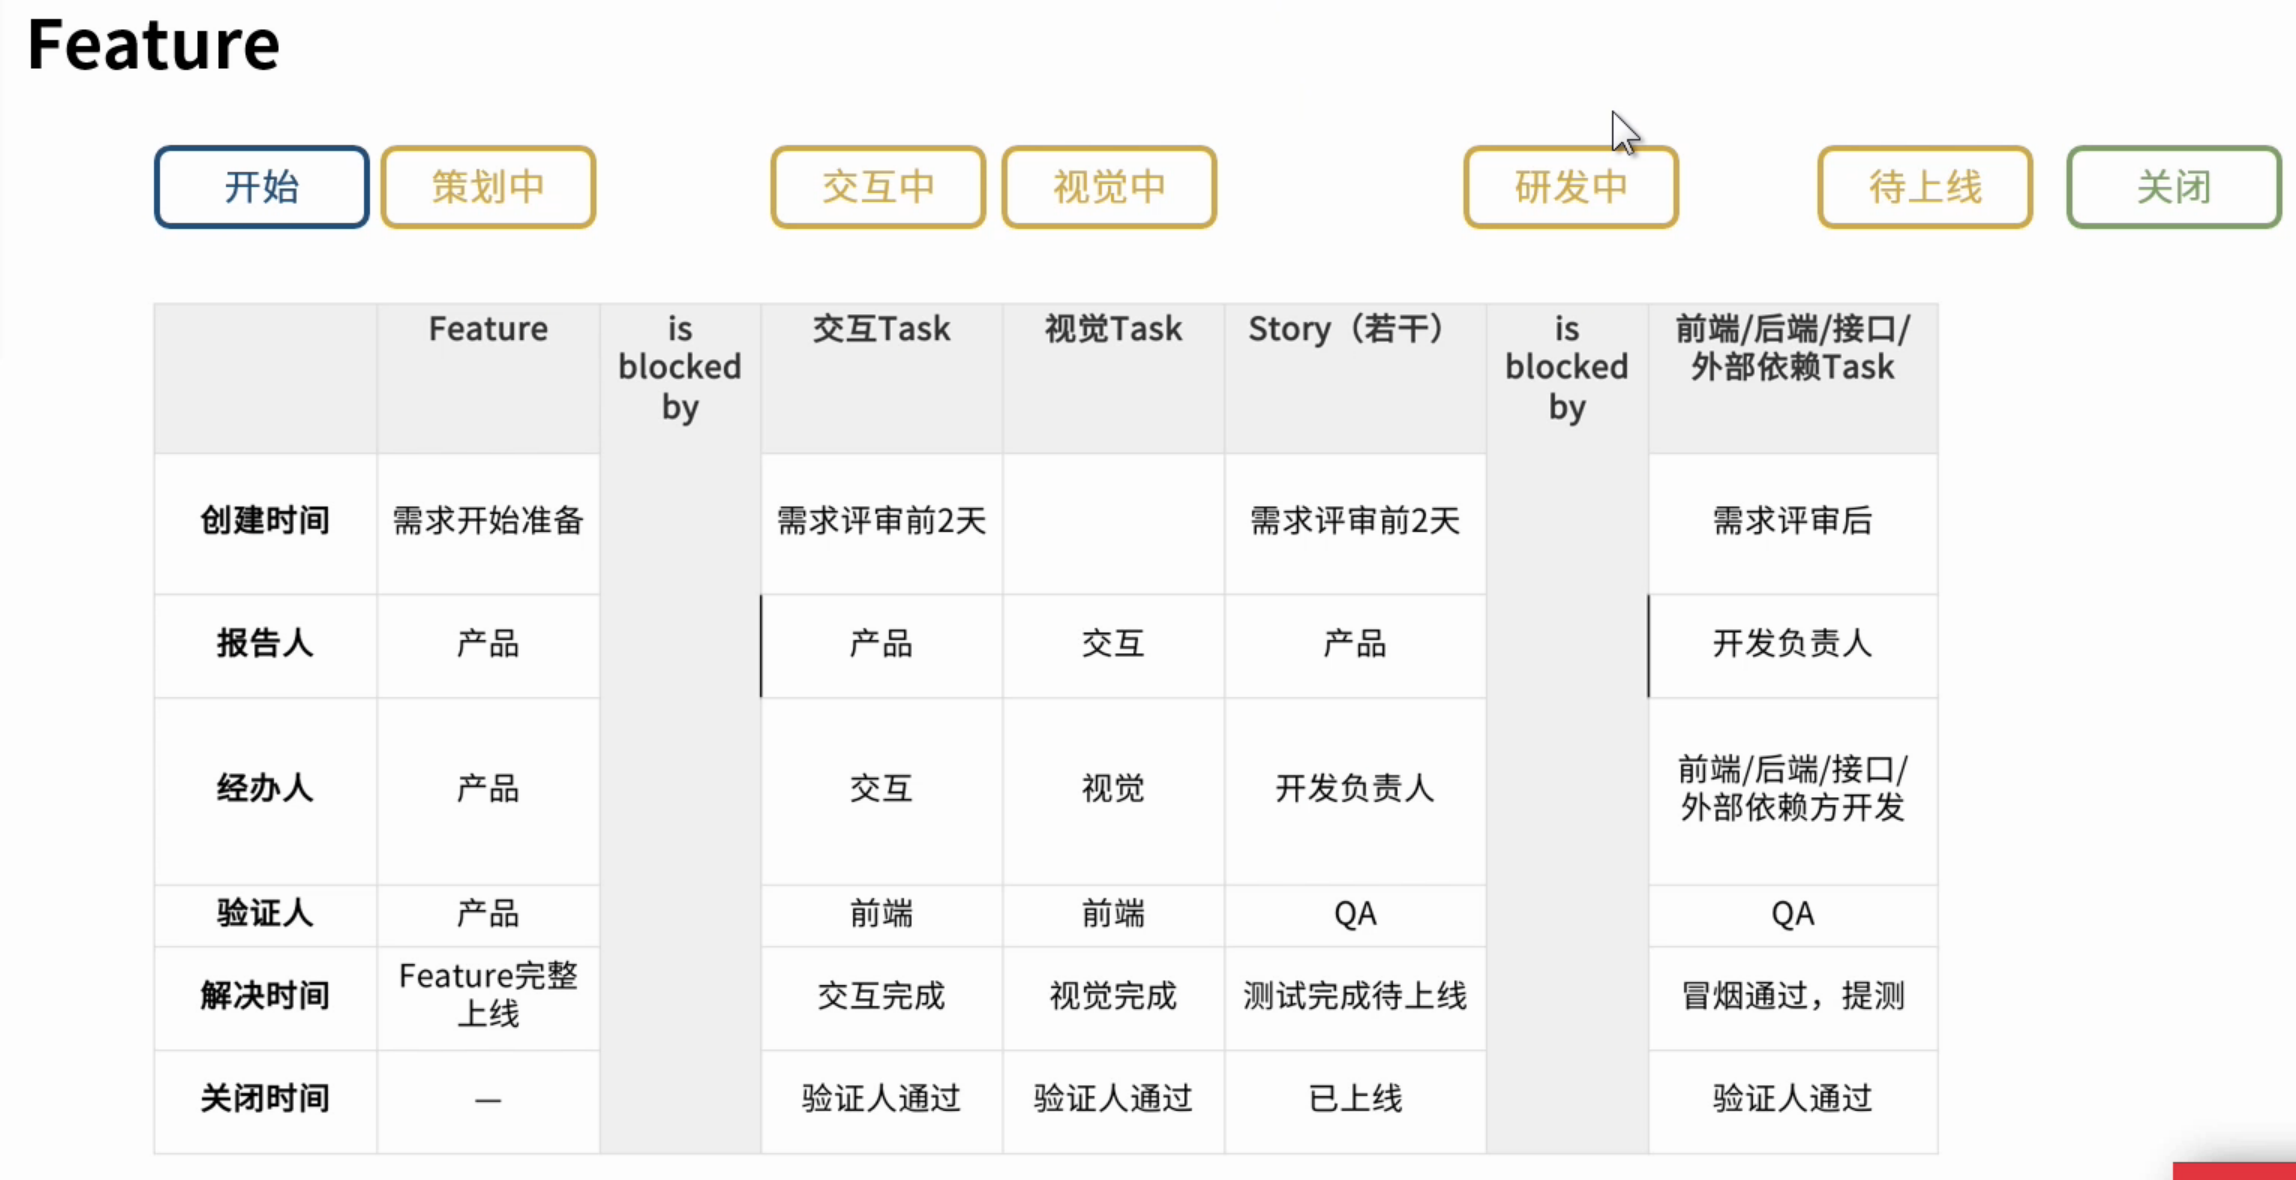 Feature
开始 策划中 交互中 视觉中 研发中 待上线 关闭
Feature
is
blocked
by
交互Task
视觉Task
Story（若干）
is
blocked
by
前端/后端/接口/
外部依赖Task
创建时间
需求开始准备
需求评审前2天
需求评审前2天
需求评审后
报告人
产品
产品
交互
产品
开发负责人
经办人
产品
交互
视觉
开发负责人
前端/后端/接口/
外部依赖方开发
验证人
产品
前端
前端
QA
QA
解决时间
Feature完整
上线
交互完成
视觉完成
测试完成待上线
冒烟通过，提测
关闭时间
—
验证人通过
验证人通过
已上线
验证人通过